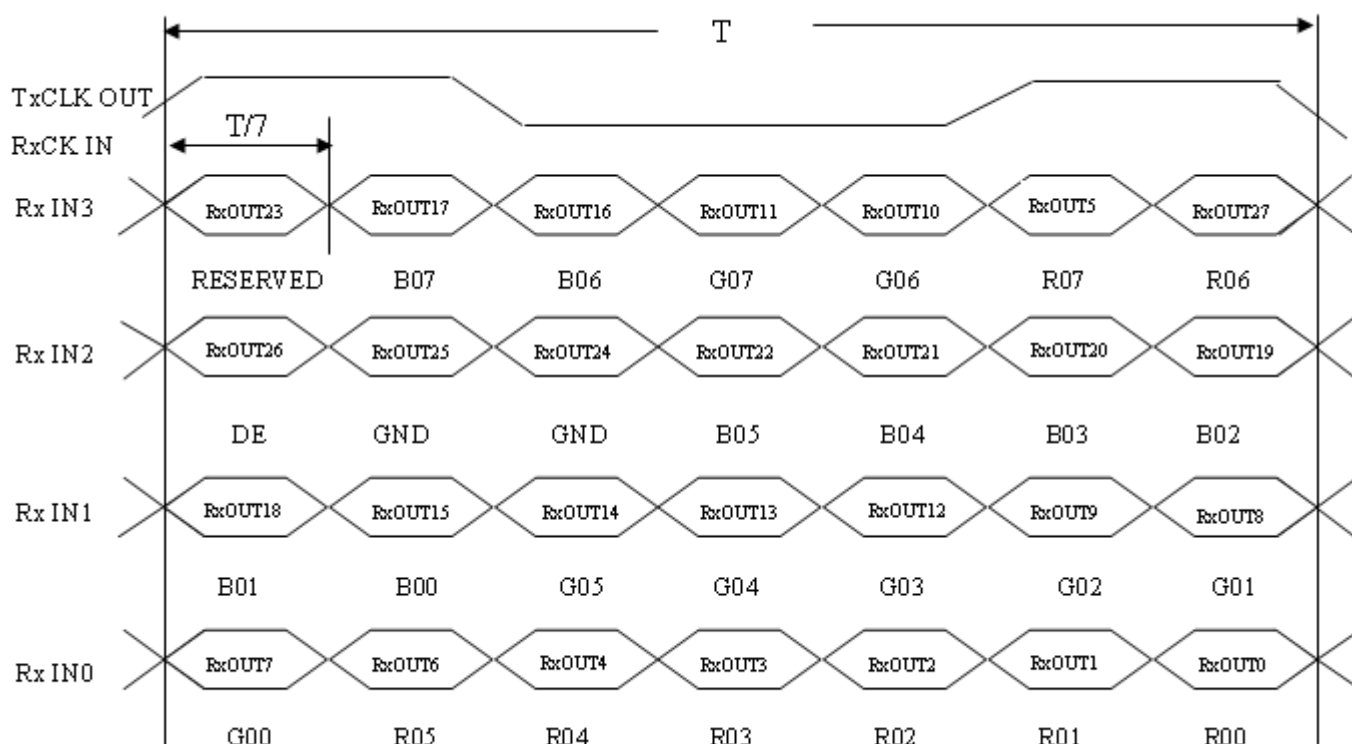 T
TxCLK OUT
T/7
RxCK IN
Rx IN3 RxOUT23 RxOUT17 RxOUT16 RxOUT11 RxOUT10 RxOUT5 RxOUT27
RESERVED B07 B06 G07 G06 R07 R06
Rx IN2 RxOUT26 RxOUT25 RxOUT24 RxOUT22 RxOUT21 RxOUT20 RxOUT19
DE GND GND B05 B04 B03 B02
Rx IN1 RxOUT18 RxOUT15 RxOUT14 RxOUT13 RxOUT12 RxOUT9 RxOUT8
B01 B00 G05 G04 G03 G02 G01
Rx IN0 RxOUT7 RxOUT6 RxOUT4 RxOUT3 RxOUT2 RxOUT1 RxOUT0
G00 R05 R04 R03 R02 R01 R00